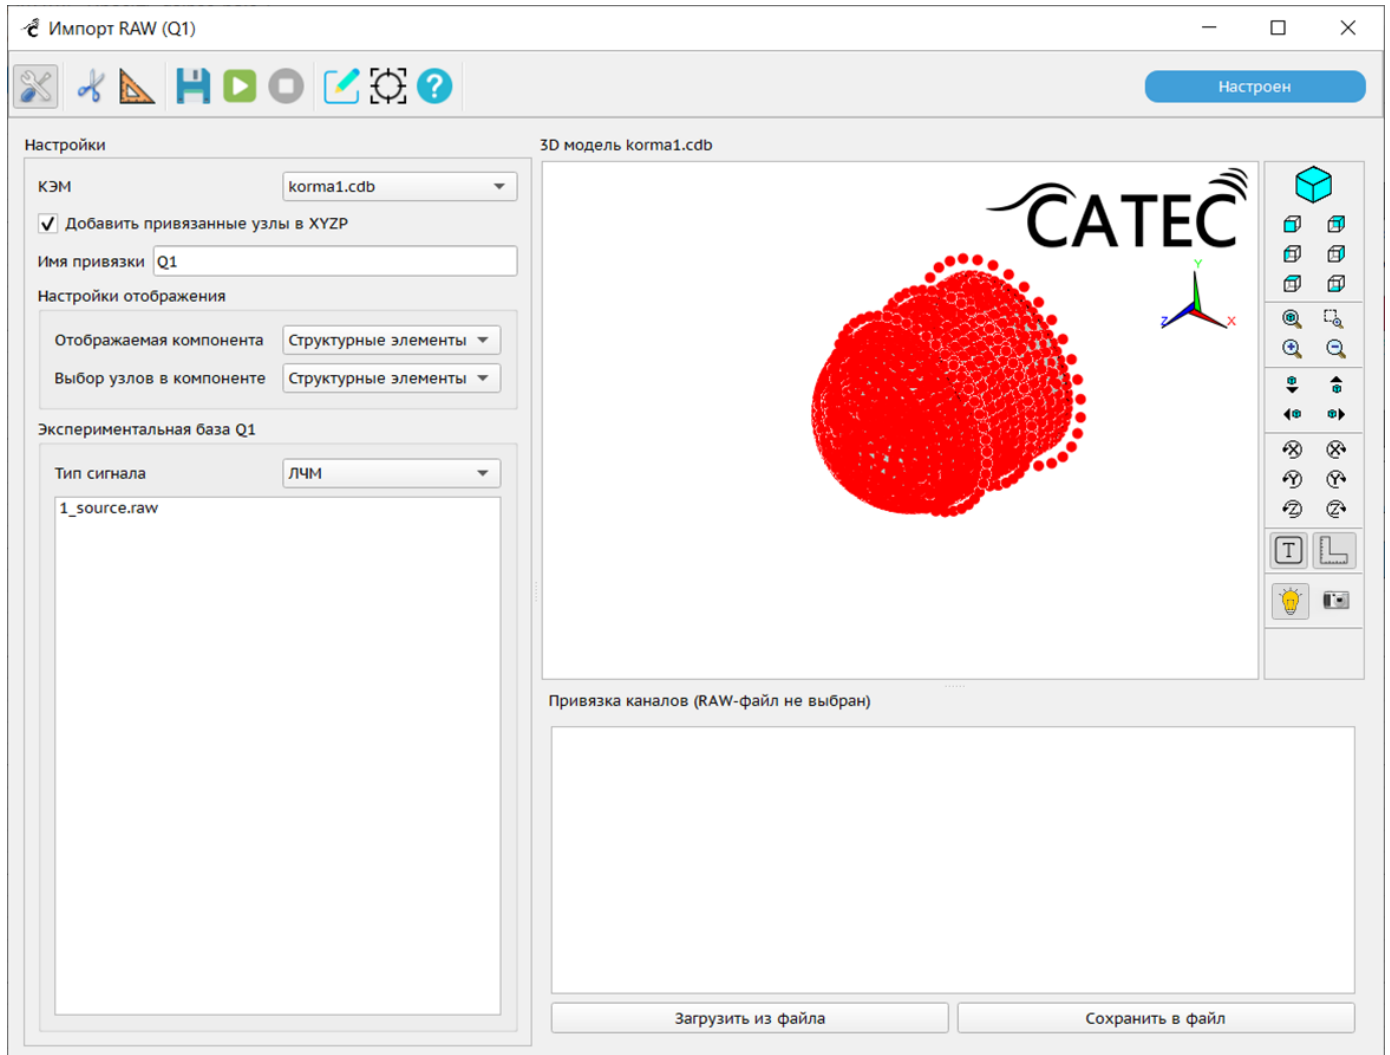 Импорт RAW (Q1)
Настроен
Настройки
КЭМ
korma1.cdb
Добавить привязанные узлы в XYZP
Имя привязки
Q1
Настройки отображения
Отображаемая компонента
Структурные элементы
Выбор узлов в компоненте
Структурные элементы
Экспериментальная база Q1
Тип сигнала
ЛЧМ
1_source.raw
3D модель korma1.cdb
CATEC
Y
Z
X
X
X
Y
Y
Z
Z
T
Привязка каналов (RAW-файл не выбран)
Загрузить из файла
Сохранить в файл